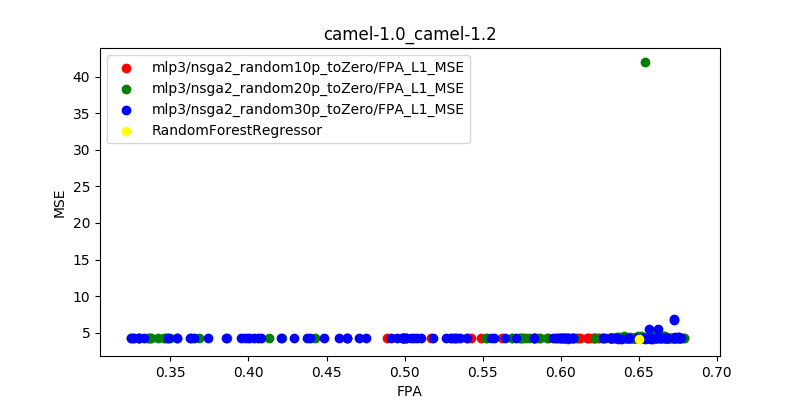 camel-1.0_camel-1.2
mlp3/nsga2_random10p_toZero/FPA_L1_MSE
mlp3/nsga2_random20p_toZero/FPA_L1_MSE
mlp3/nsga2_random30p_toZero/FPA_L1_MSE
RandomForestRegressor
MSE
40
35
30
25
20
15
10
5
0.35 0.40 0.45 0.50 0.55 0.60 0.65 0.70
FPA